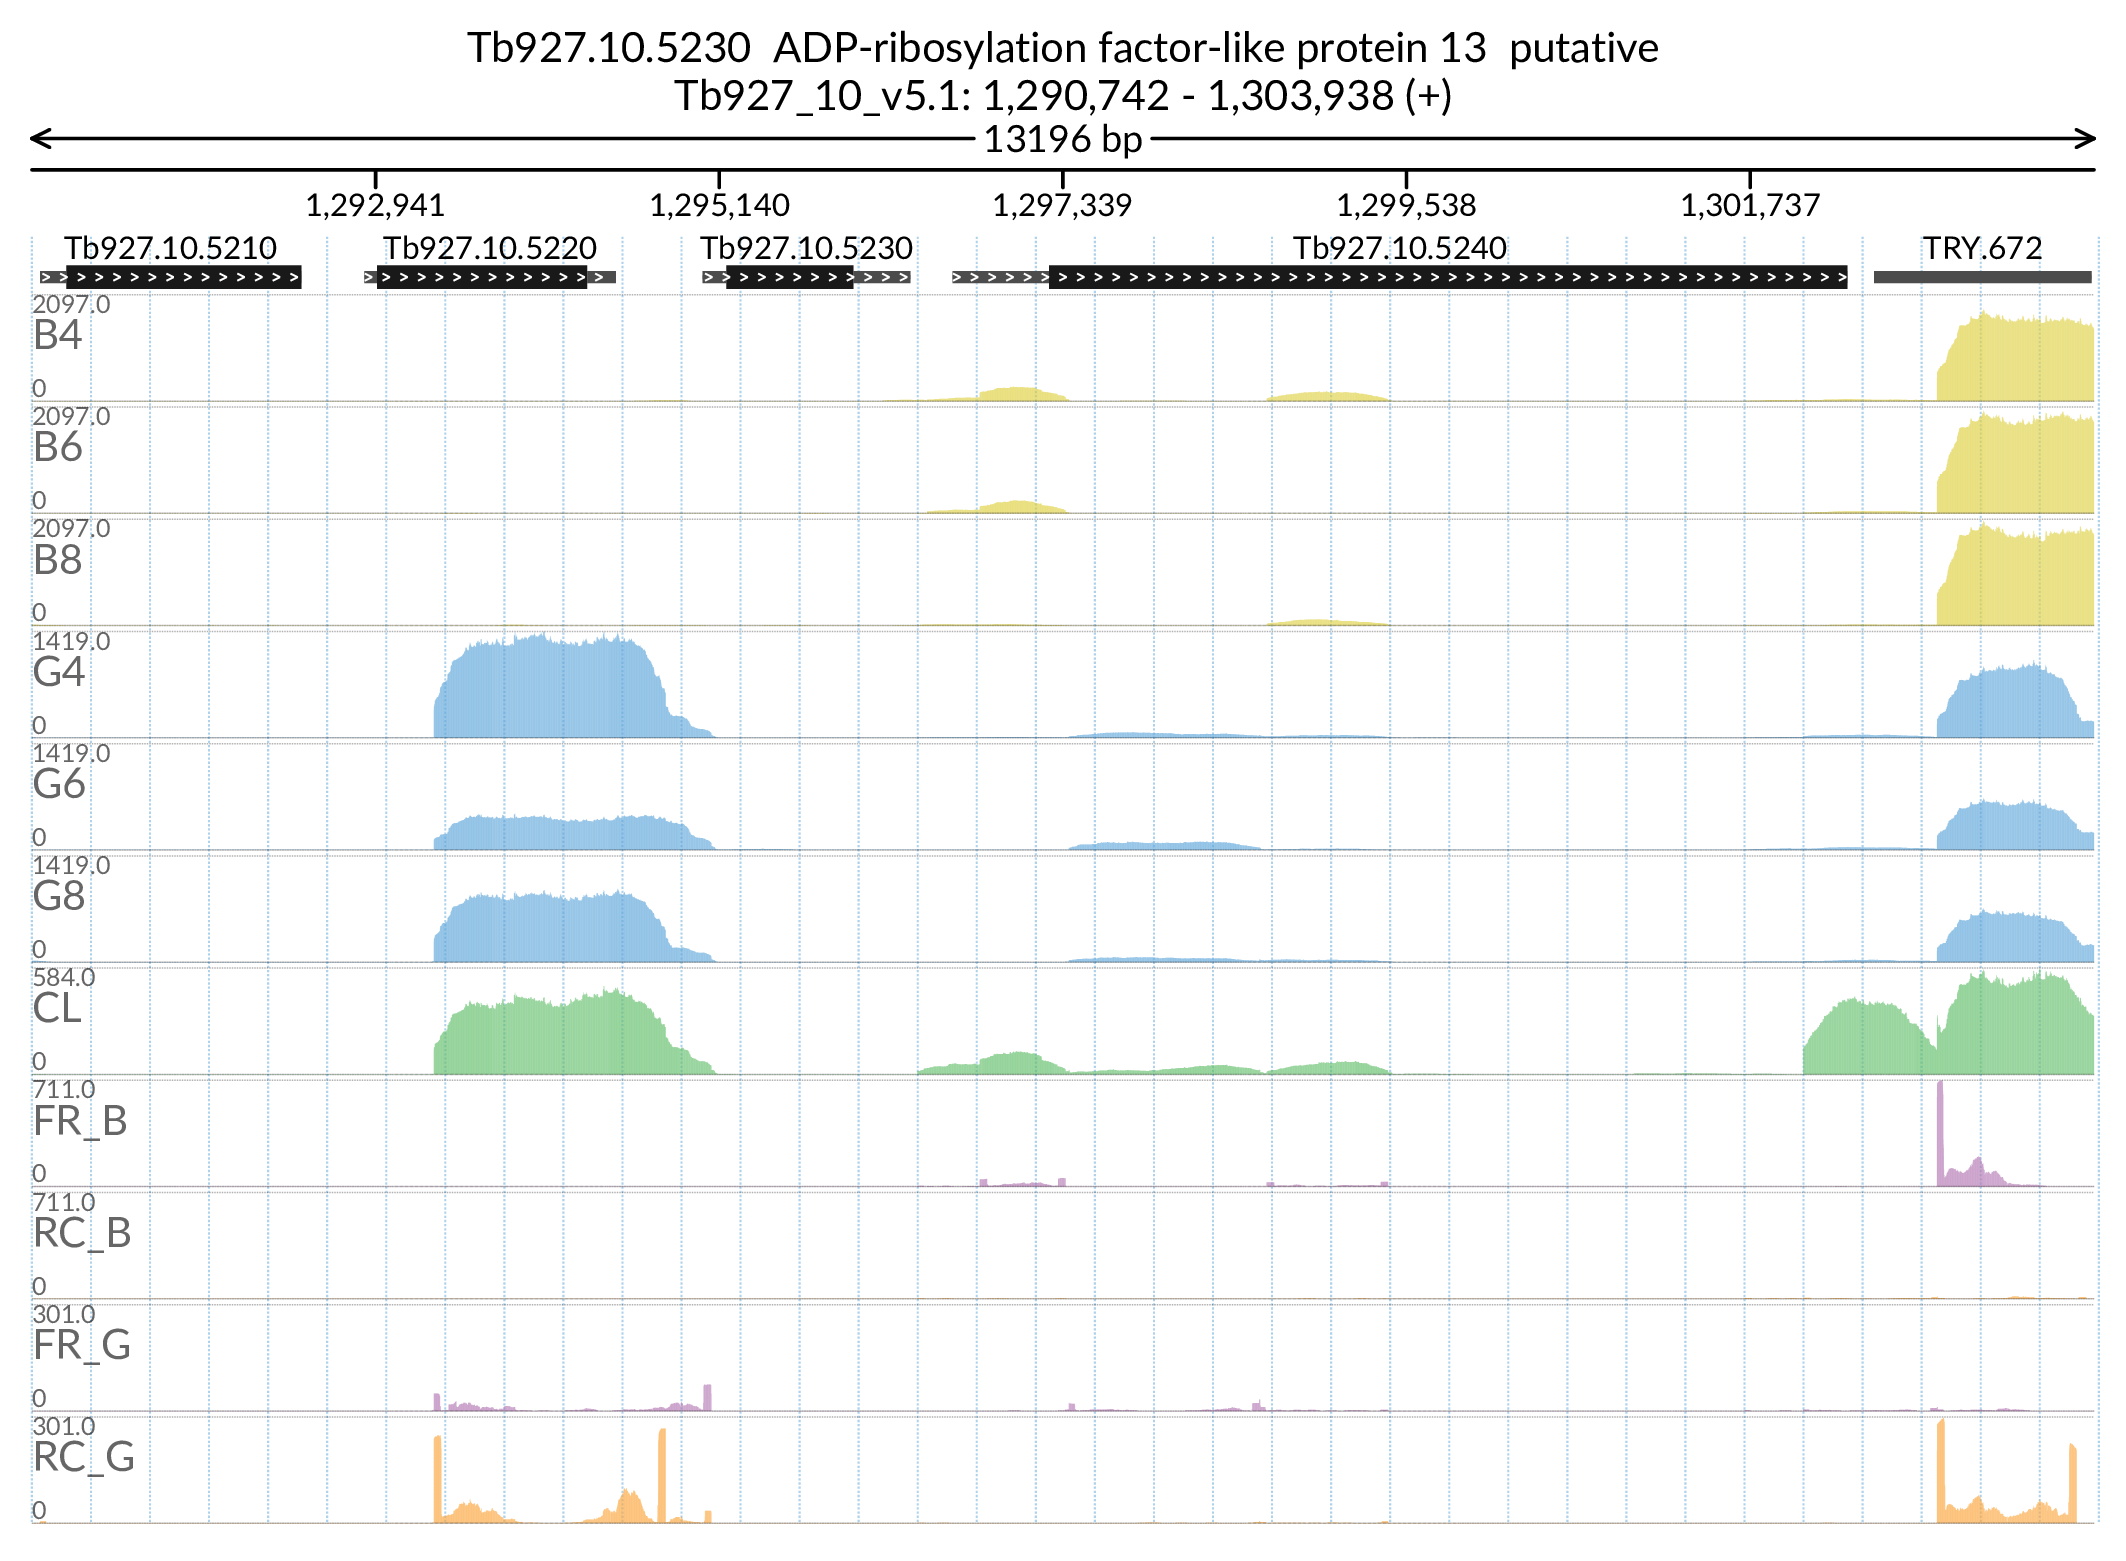 Tb927.10.5230  ADP-ribosylation factor-like protein 13  putative
Tb927_10_v5.1: 1,290,742 - 1,303,938 (+)
13196 bp
1,292,941 1,295,140 1,297,339 1,299,538 1,301,737
Tb927.10.5210 Tb927.10.5220 Tb927.10.5230 Tb927.10.5240 TRY.672
2097.0
B4
0
2097.0
B6
0
2097.0
B8
0
1419.0
G4
0
1419.0
G6
0
1419.0
G8
0
584.0
CL
0
711.0
FR_B
0
711.0
RC_B
0
301.0
FR_G
0
301.0
RC_G
0